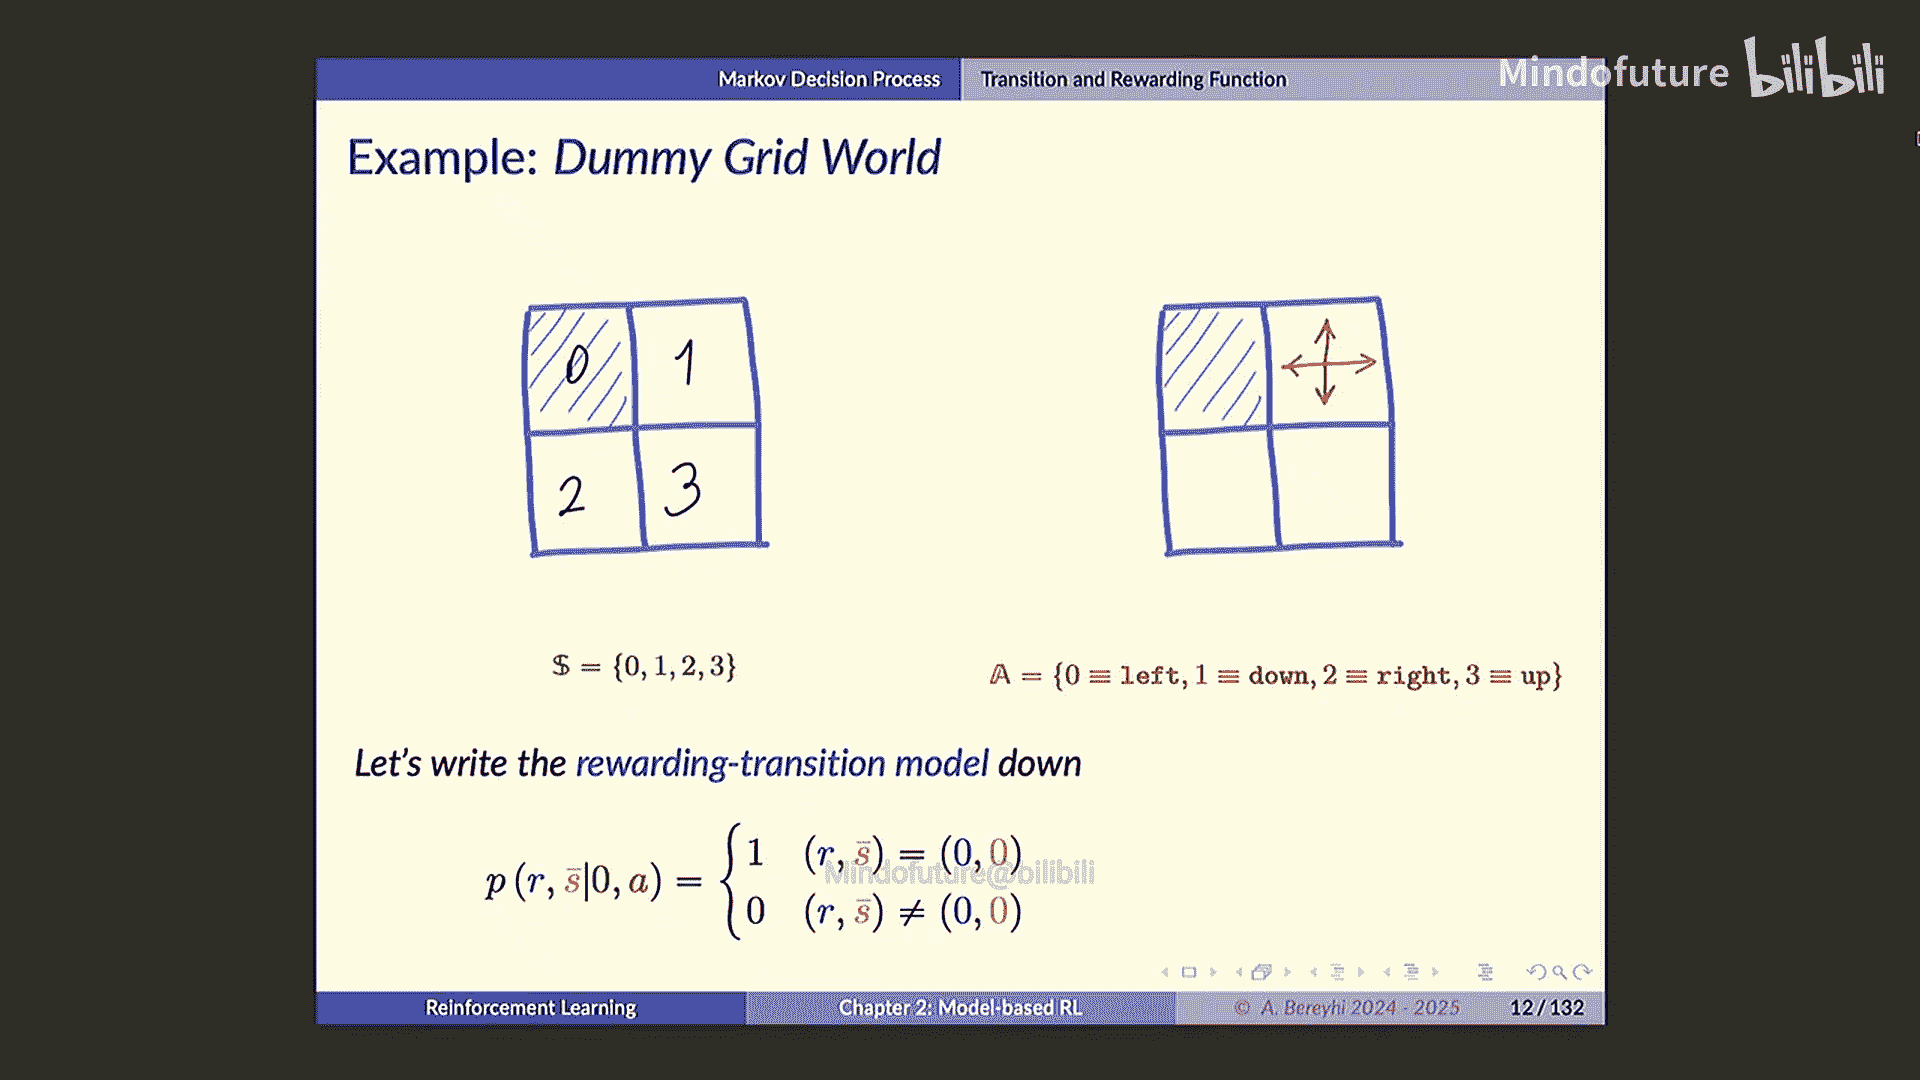 Markov Decision Process Transition and Rewarding Function
Mindofuture bilibili
Example: Dummy Grid World
0 1
2 3
𝕊 = {0, 1, 2, 3}
𝔸 = {0 ≡ left, 1 ≡ down, 2 ≡ right, 3 ≡ up}
Let's write the rewarding-transition model down
p (r, s̄|0, a) = { 1 (r, s̄) = (0, 0)
0 (r, s̄) ≠ (0, 0)
Mindofuture@bilibili
Reinforcement Learning Chapter 2: Model-based RL © A. Bereyhi 2024 - 2025 12 / 132